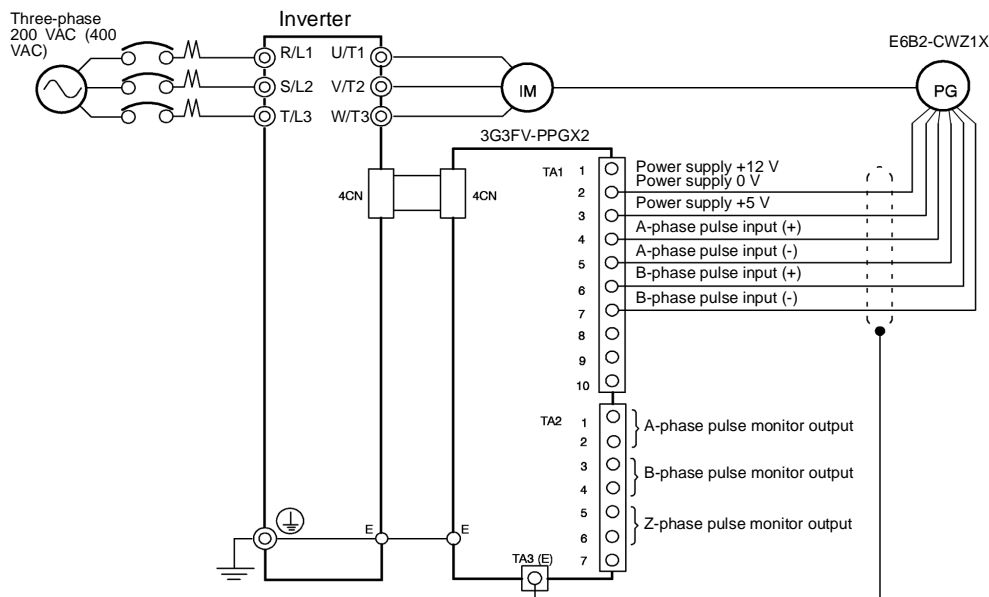 Three-phase
200 VAC (400
VAC)
Inverter
E6B2-CWZ1X
R/L1 U/T1
S/L2 V/T2
T/L3 W/T3
IM
PG
3G3FV-PPGX2
4CN
4CN
TA1
1 Power supply +12 V
2 Power supply 0 V
3 Power supply +5 V
4 A-phase pulse input (+)
5 A-phase pulse input (-)
6 B-phase pulse input (+)
7 B-phase pulse input (-)
8
9
10
TA2
1
A-phase pulse monitor output
2
3
B-phase pulse monitor output
4
5
Z-phase pulse monitor output
6
7
E
E
TA3 (E)